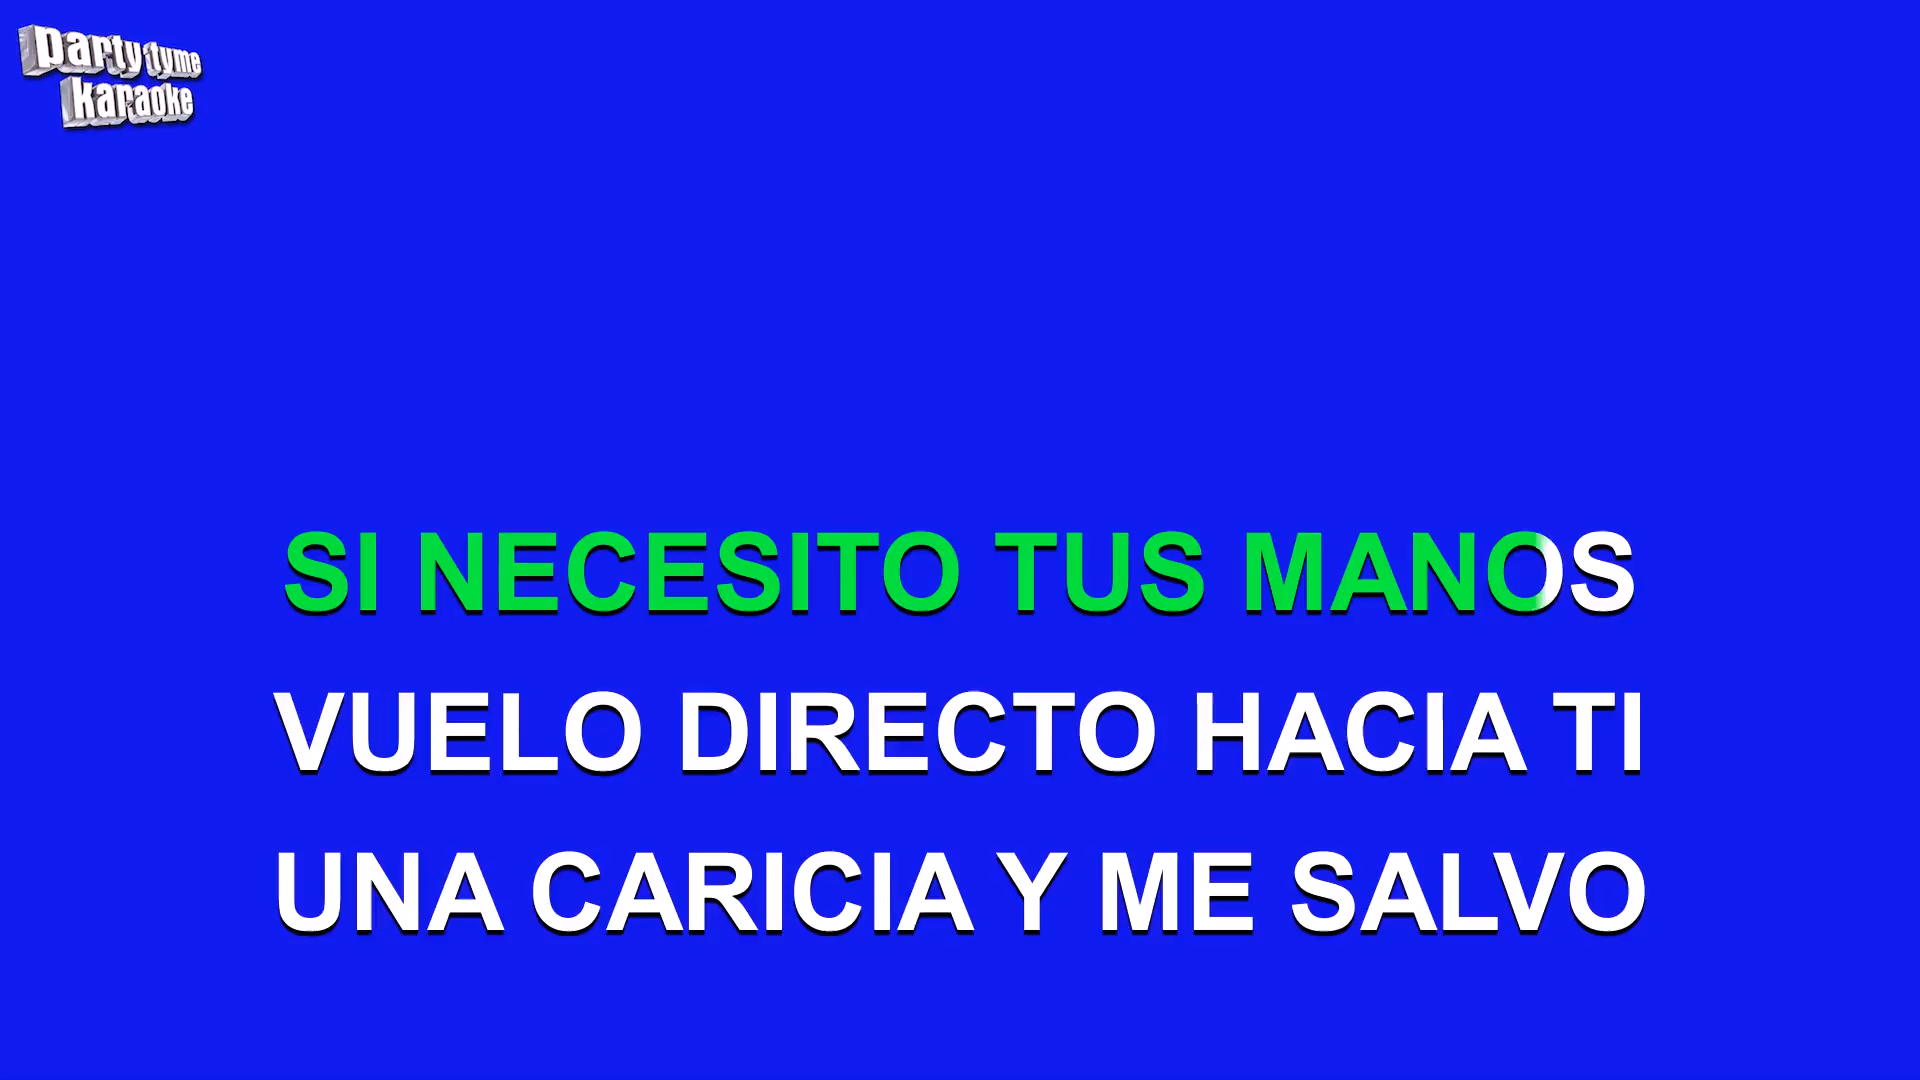 party tyme
karaoke
SI NECESITO TUS MANOS
VUELO DIRECTO HACIA TI
UNA CARICIA Y ME SALVO